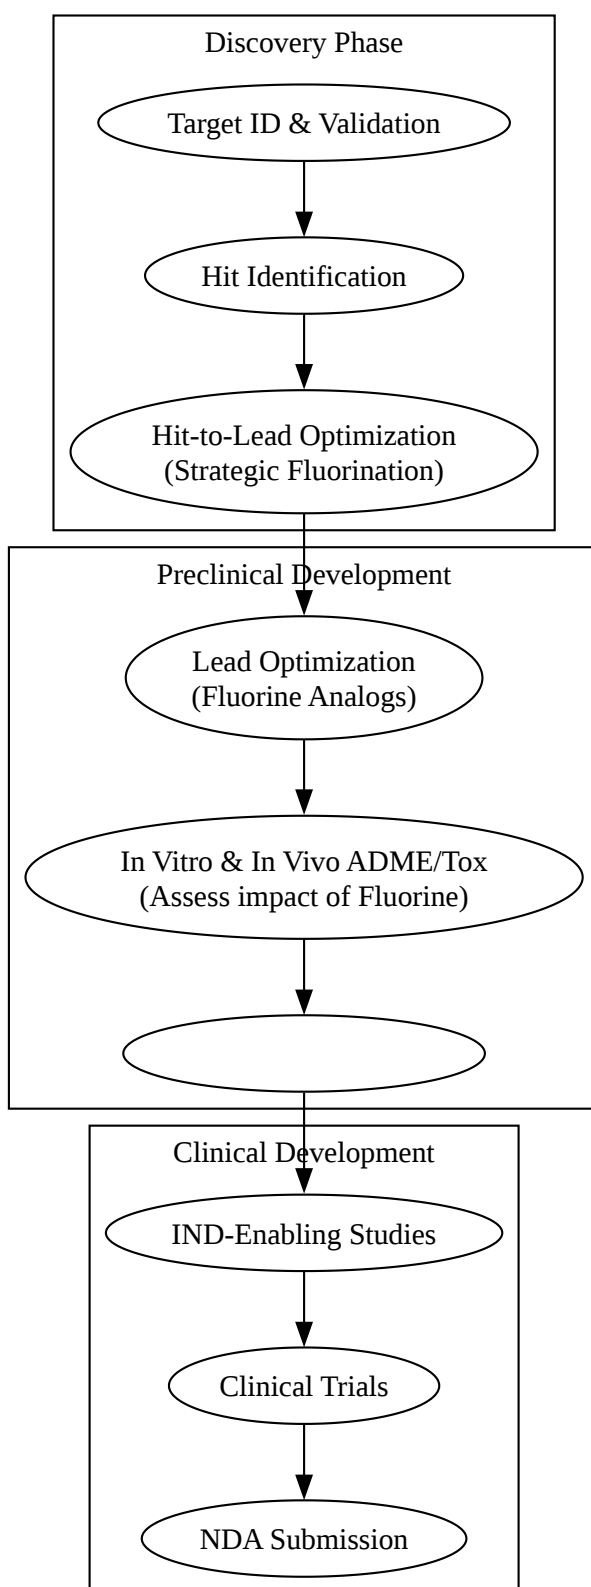 Discovery Phase
Target ID & Validation
Hit Identification
Hit-to-Lead Optimization
(Strategic Fluorination)
Preclinical Development
Lead Optimization
(Fluorine Analogs)
In Vitro & In Vivo ADME/Tox
(Assess impact of Fluorine)
Clinical Development
IND-Enabling Studies
Clinical Trials
NDA Submission